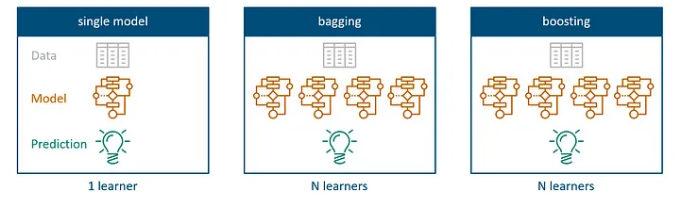 single model
Data
Model
Prediction
1 learner
bagging
N learners
boosting
N learners